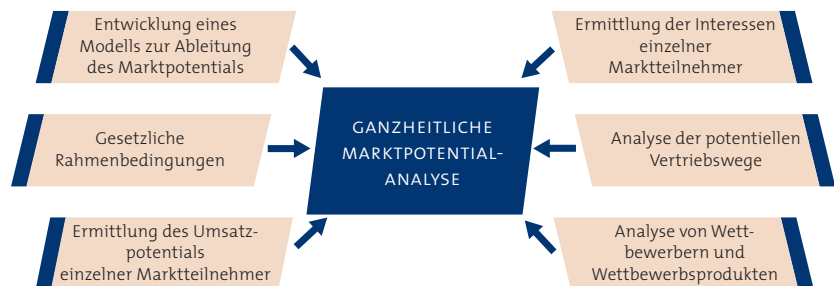 Entwicklung eines
Modells zur Ableitung
des Marktpotentials
Gesetzliche
Rahmenbedingungen
Ermittlung des Umsatz-
potentials
einzelner Marktteilnehmer
GANZHEITLICHE
MARKTPOTENTIAL-
ANALYSE
Ermittlung der Interessen
einzelner
Marktteilnehmer
Analyse der potentiellen
Vertriebswege
Analyse von Wett-
bewerbern und
Wettbewerbsprodukten